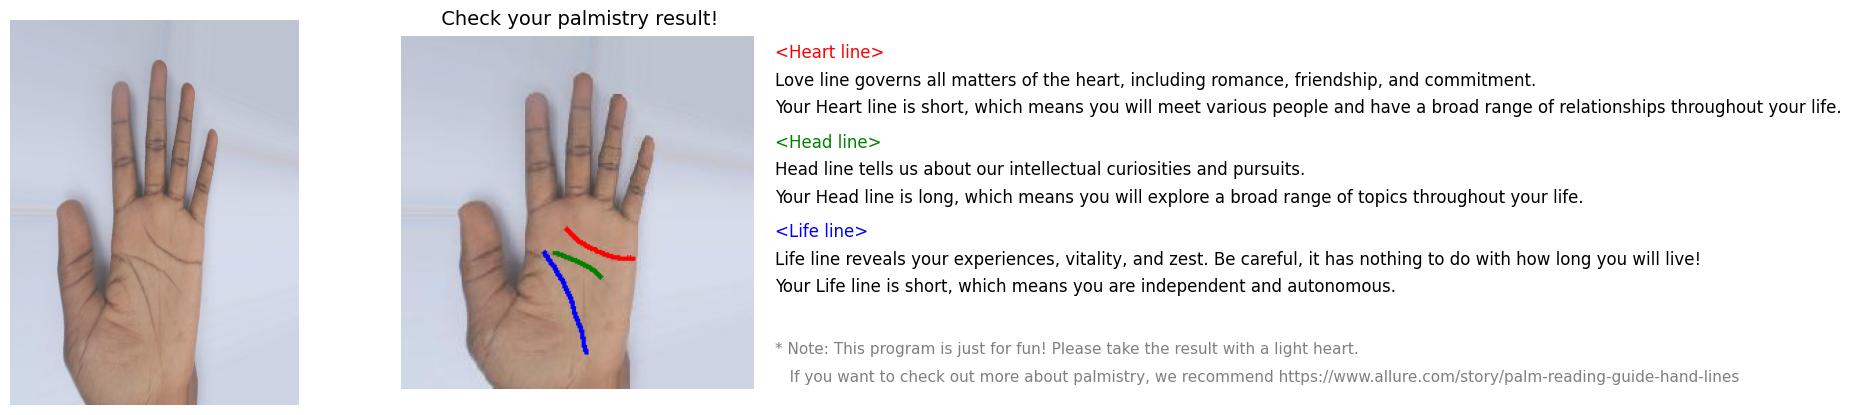 Check your palmistry result!
<Heart line>
Love line governs all matters of the heart, including romance, friendship, and commitment.
Your Heart line is short, which means you will meet various people and have a broad range of relationships throughout your life.
<Head line>
Head line tells us about our intellectual curiosities and pursuits.
Your Head line is long, which means you will explore a broad range of topics throughout your life.
<Life line>
Life line reveals your experiences, vitality, and zest. Be careful, it has nothing to do with how long you will live!
Your Life line is short, which means you are independent and autonomous.
* Note: This program is just for fun! Please take the result with a light heart.
If you want to check out more about palmistry, we recommend https://www.allure.com/story/palm-reading-guide-hand-lines